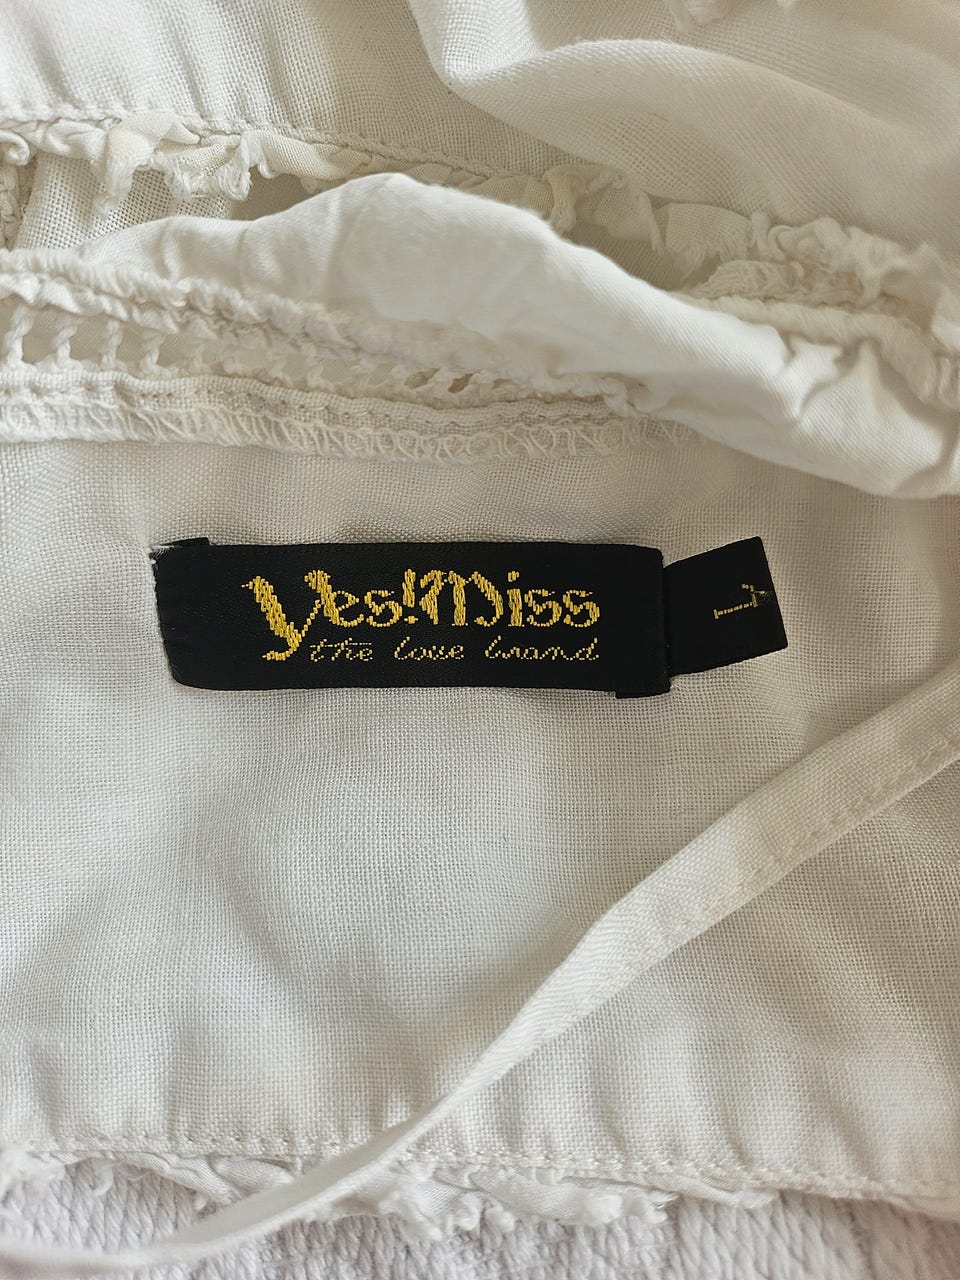 Yes!Miss
the love brand
L